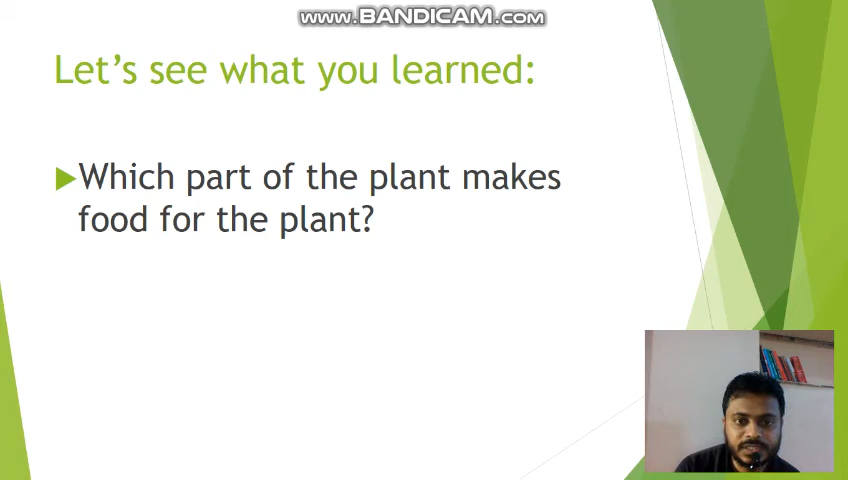 www.BANDICAM.com
Let's see what you learned:
Which part of the plant makes
food for the plant?